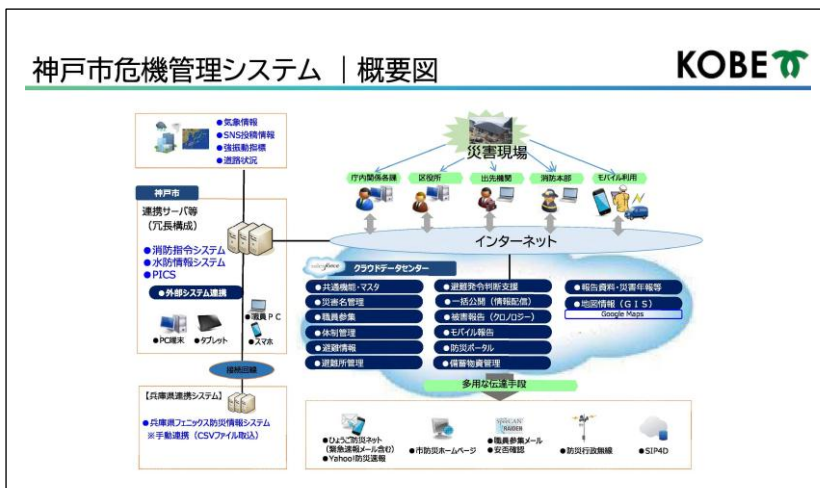 神戸市危機管理システム｜概要図
KOBE
●気象情報
●SNS投稿情報
●強振動指標
●道路状況
災害現場
庁内関係各課
区役所
出先機関
消防本部
モバイル利用
神戸市
連携サーバ等
(冗長構成)
●消防指令システム
●水防情報システム
●PICS
●外部システム連携
●職員PC
●PC端末
●タブレット
●スマホ
インターネット
salesforce
クラウドデータセンター
●共通機能・マスタ
●災害名管理
●職員参集
●体制管理
●避難情報
●避難所管理
●避難発令判断支援
●一括公開（情報配信）
●被害報告（クロノロジー）
●モバイル報告
●防災ポータル
●備蓄物資管理
●報告資料・災害年報等
●地図情報（GIS）
Google Maps
接続回線
【兵庫県連携システム】
●兵庫県フェニックス防災情報システム
※手動連携（CSVファイル取込）
多用な伝達手段
●ひょうご防災ネット
（緊急速報メール含む）
●Yahoo!防災速報
●市防災ホームページ
●職員参集メール
●安否確認
●防災行政無線
●SIP4D